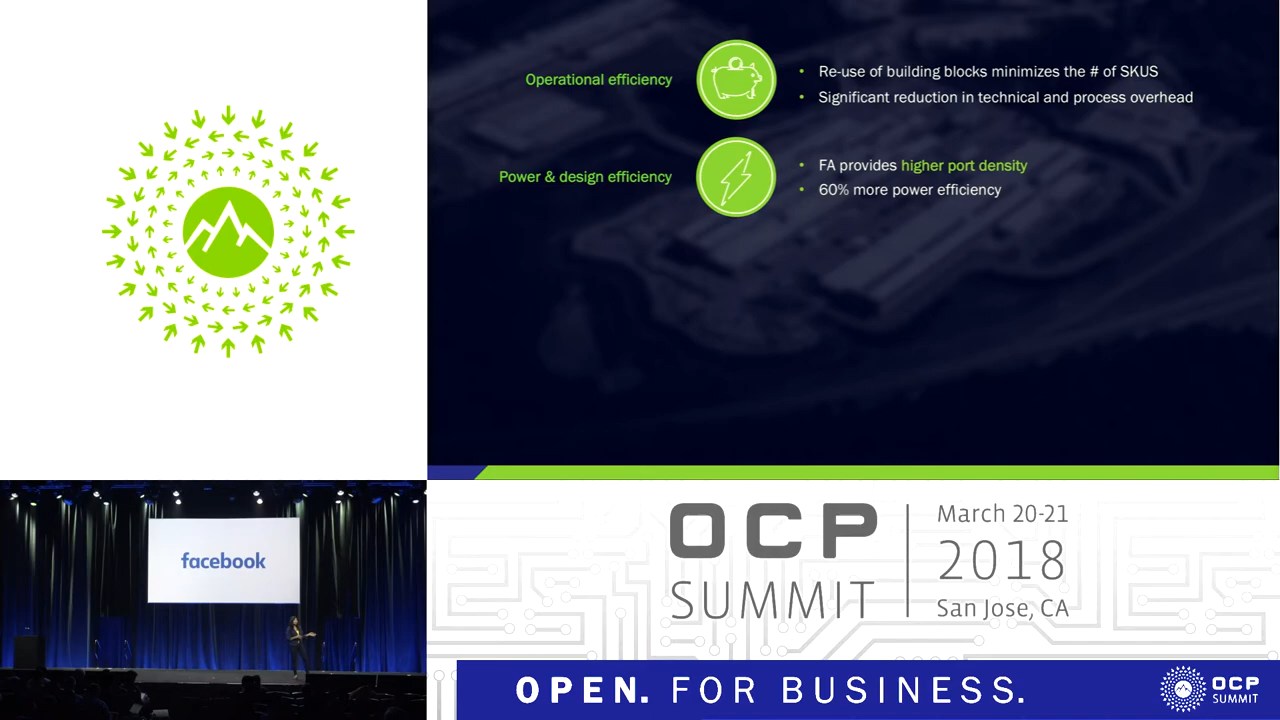 Operational efficiency
• Re-use of building blocks minimizes the # of SKUS
• Significant reduction in technical and process overhead
Power & design efficiency
• FA provides higher port density
• 60% more power efficiency
facebook
OCP
SUMMIT
March 20-21
2018
San Jose, CA
OPEN. FOR BUSINESS.
OCP
SUMMIT